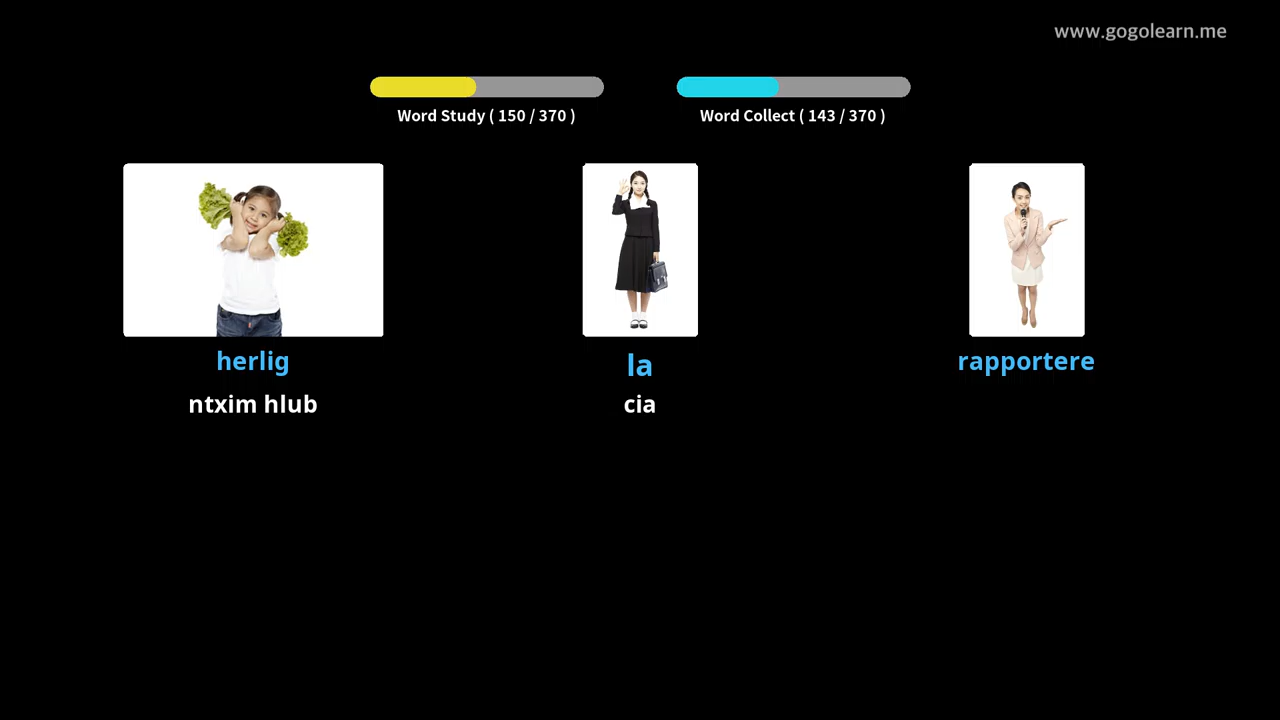 www.gogolearn.me
Word Study ( 150 / 370 )
Word Collect ( 143 / 370 )
herlig
la
rapportere
ntxim hlub
cia